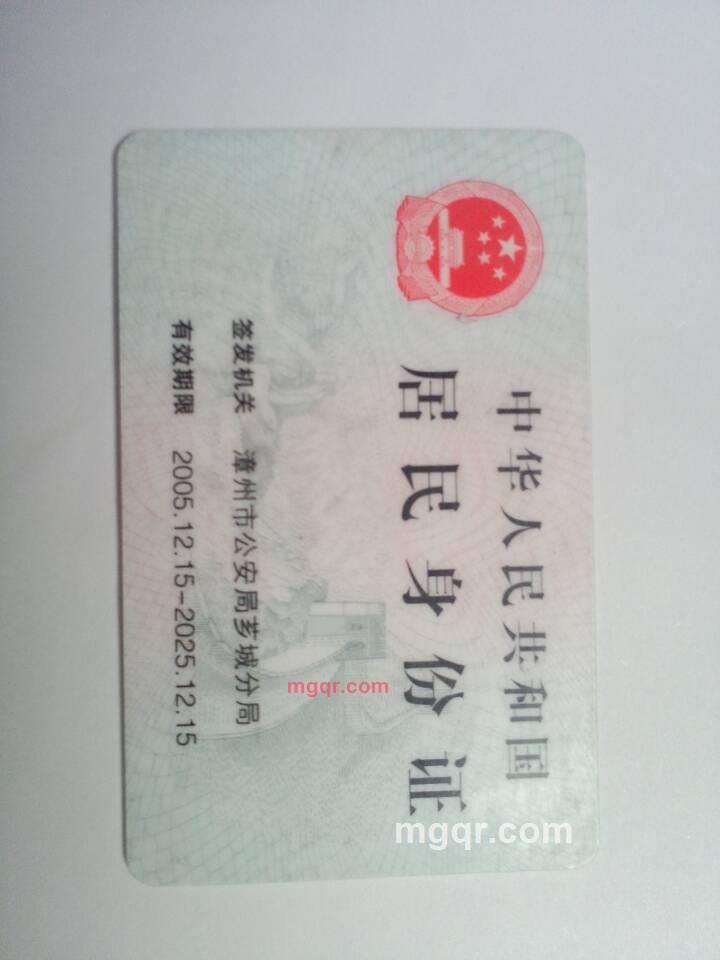 中华人民共和国
居民身份证
签发机关 漳州市公安局芗城分局
有效期限 2005.12.15-2025.12.15
mgqr.com
mgqr.com